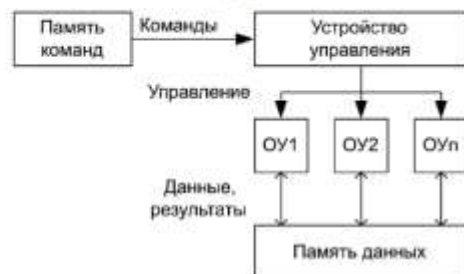 Память
команд
Команды
Устройство
управления
Управление
ОУ1
ОУ2
ОУn
Данные,
результаты
Память данных